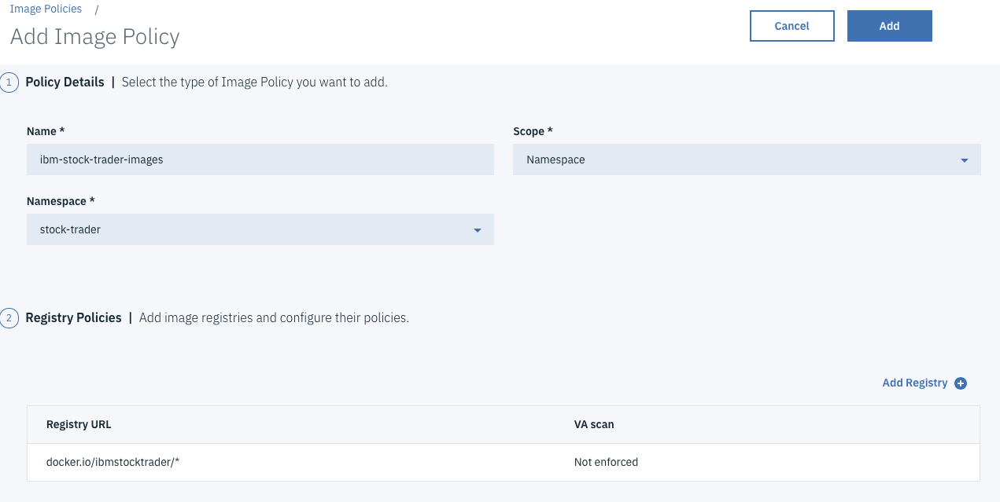 Image Policies /
Add Image Policy
Cancel
Add
1 Policy Details | Select the type of Image Policy you want to add.
Name *
Scope *
ibm-stock-trader-images
Namespace
Namespace *
stock-trader
2 Registry Policies | Add image registries and configure their policies.
Add Registry
Registry URL VA scan
docker.io/ibmstocktrader/* Not enforced